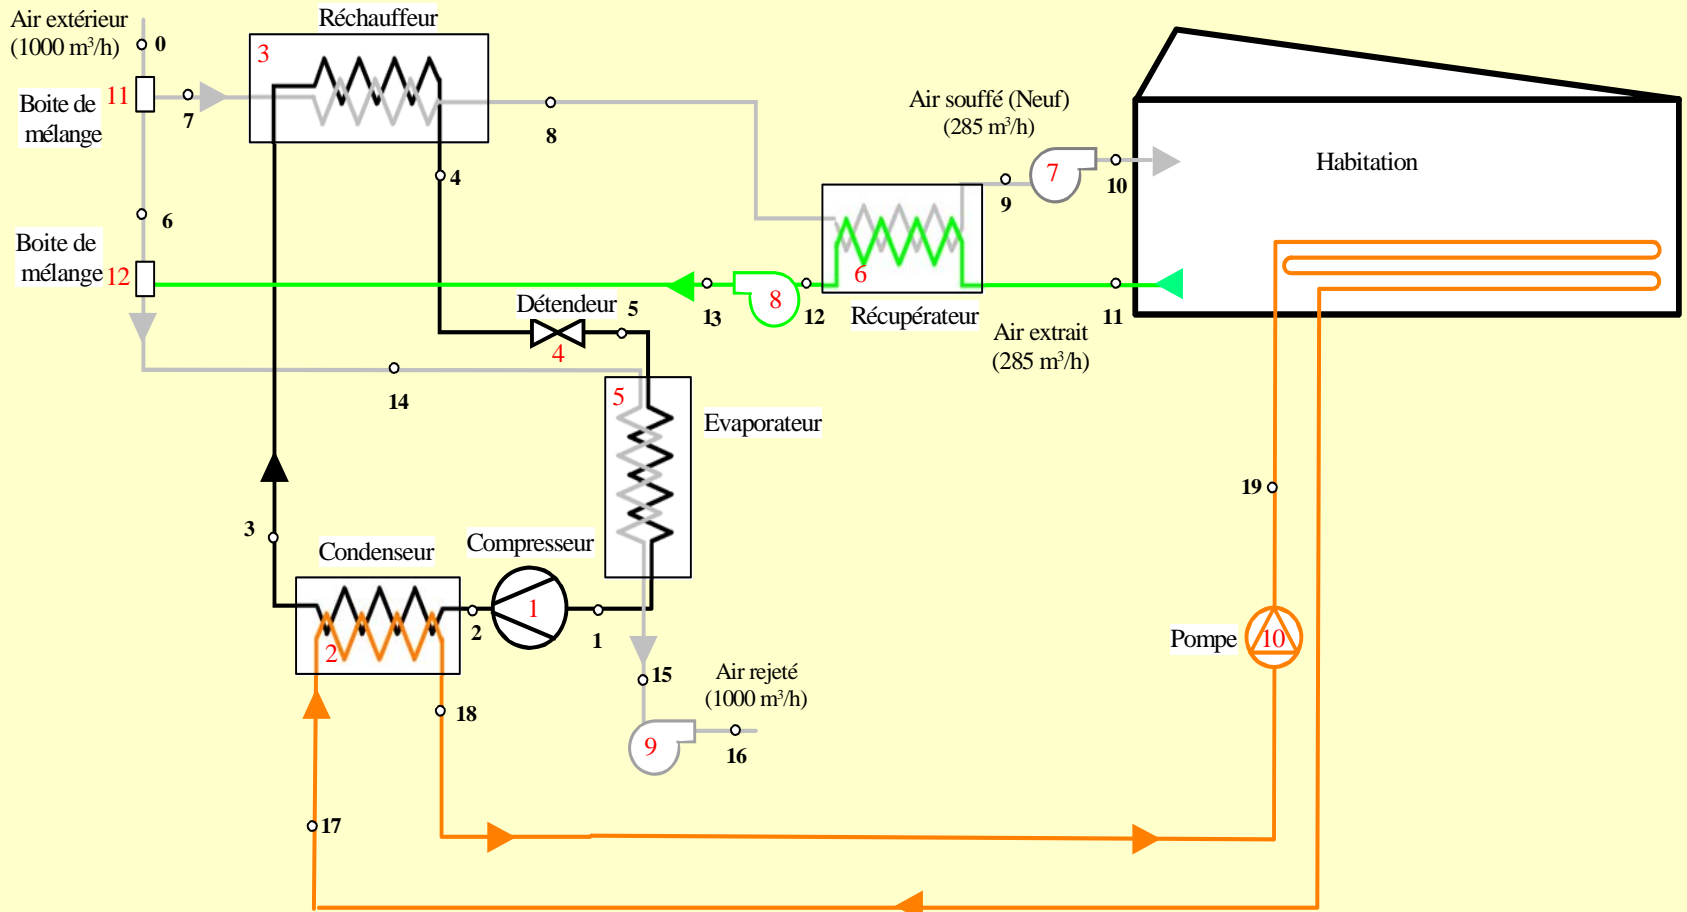 Air extérieur
(1000 m³/h)
0
Réchauffeur
3
11
Boite de
mélange
7
8
4
Air souffé (Neuf)
(285 m³/h)
7
9
10
Habitation
6
Boite de
mélange
12
6
Récupérateur
13
8
12
11
Air extrait
(285 m³/h)
Détendeur
5
4
14
5
Evaporateur
3
Condenseur
Compresseur
2
2
1
1
19
Pompe
10
15
Air rejeté
(1000 m³/h)
9
16
18
17